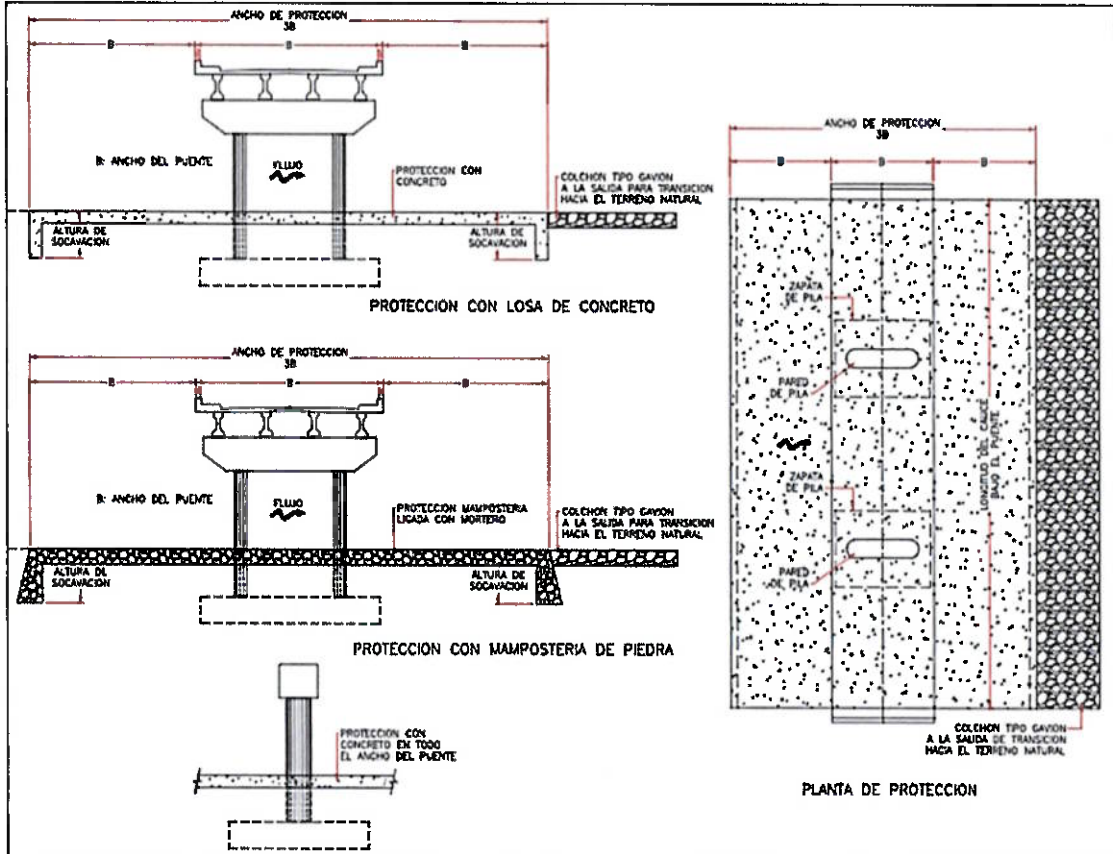 ANCHO DE PROTECCION
3B
B
B
B
B: ANCHO DEL PUENTE
FLUJO
PROTECCION CON
CONCRETO
COLCHON TIPO GAVION
A LA SALIDA PARA TRANSICION
HACIA EL TERRENO NATURAL
ALTURA DE
SOCAVACION
ALTURA DE
SOCAVACION
PROTECCION CON LOSA DE CONCRETO
ANCHO DE PROTECCION
3B
B
B
B
B: ANCHO DEL PUENTE
FLUJO
PROTECCION MAMPOSTERIA
LIGADA CON MORTERO
COLCHON TIPO GAVION
A LA SALIDA PARA TRANSICION
HACIA EL TERRENO NATURAL
ALTURA DE
SOCAVACION
ALTURA DE
SOCAVACION
PROTECCION CON MAMPOSTERIA DE PIEDRA
PROTECCION CON
CONCRETO EN TODO
EL ANCHO DEL PUENTE
ANCHO DE PROTECCION
3B
B
B
B
ZAPATA
DE PILA
PARED
DE PILA
LONGITUD DEL CAUCE
BAJO EL PUENTE
ZAPATA
DE PILA
PARED
DE PILA
COLCHON TIPO GAVION
A LA SALIDA DE TRANSICION
HACIA EL TERRENO NATURAL
PLANTA DE PROTECCION